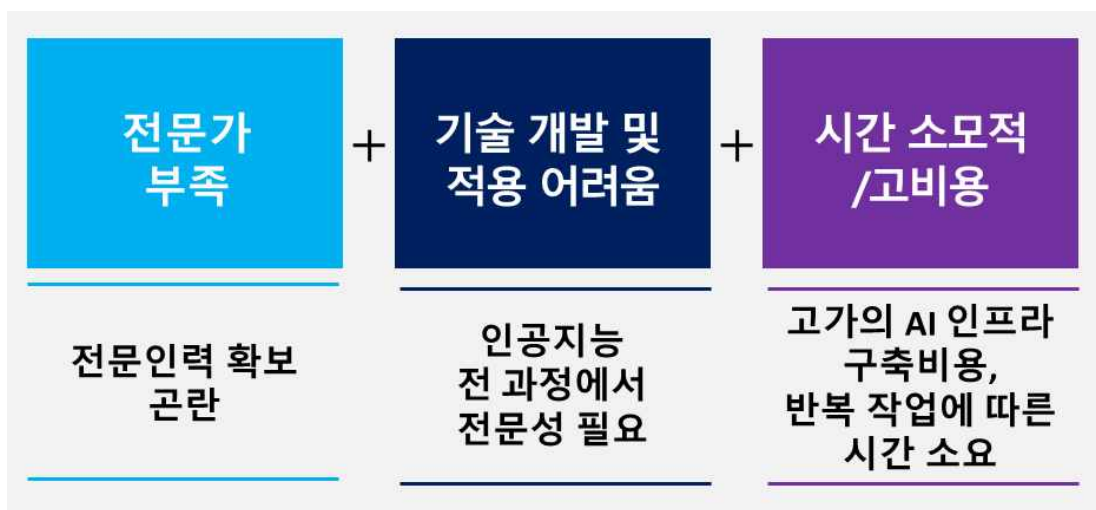 전문가
부족
+
기술 개발 및
적용 어려움
+
시간 소모적
/고비용
전문인력 확보
곤란
인공지능
전 과정에서
전문성 필요
고가의 AI 인프라
구축비용,
반복 작업에 따른
시간 소요